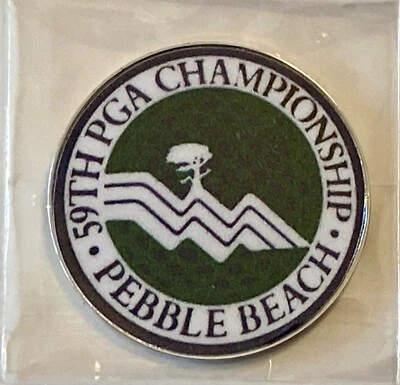 59TH PGA CHAMPIONSHIP
PEBBLE BEACH